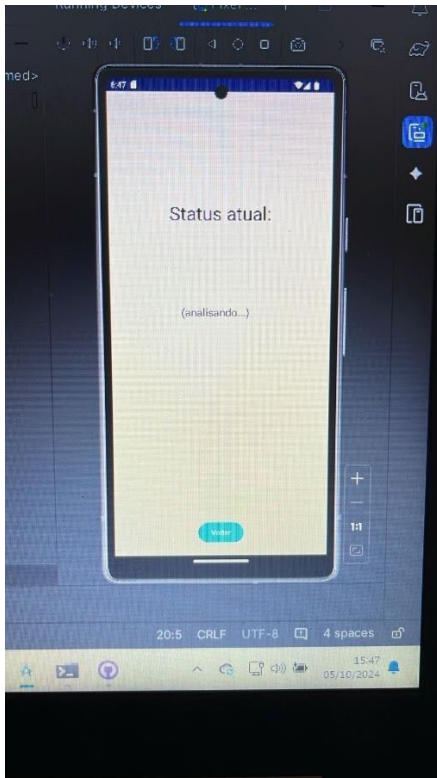 Running Devices
med>
6:47
Status atual:
(analisando...)
Voltar
1:1
20:5 CRLF UTF-8 4 spaces
15:47
05/10/2024